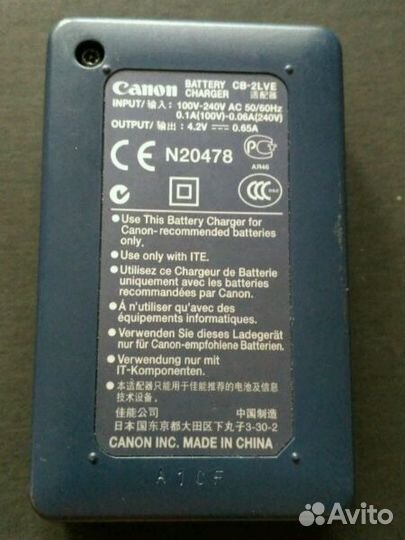 Canon BATTERY CHARGER CB-2LVE 适配器
INPUT/输入: 100V-240V AC 50/60Hz
0.1A(100V)-0.06A(240V)
OUTPUT/输出: 4.2V ⎓ 0.65A
CE N20478
AЯ46
CCC
●Use This Battery Charger for
Canon-recommended batteries
only.
●Use only with ITE.
●Utilisez ce Chargeur de Batterie
uniquement avec les batteries
recommandées par Canon.
●Á n'utiliser qu'avec des
équipements informatiques.
●Verwenden Sie dieses Ladegerät
nur für Canon-empfohlene Batterien.
●Verwendung nur mit
IT-Komponenten.
●本适配器只能用于佳能推荐的电池及信息
技术设备。
佳能公司 中国制造
日本国东京都大田区下丸子3-30-2
CANON INC. MADE IN CHINA
A10F
Avito